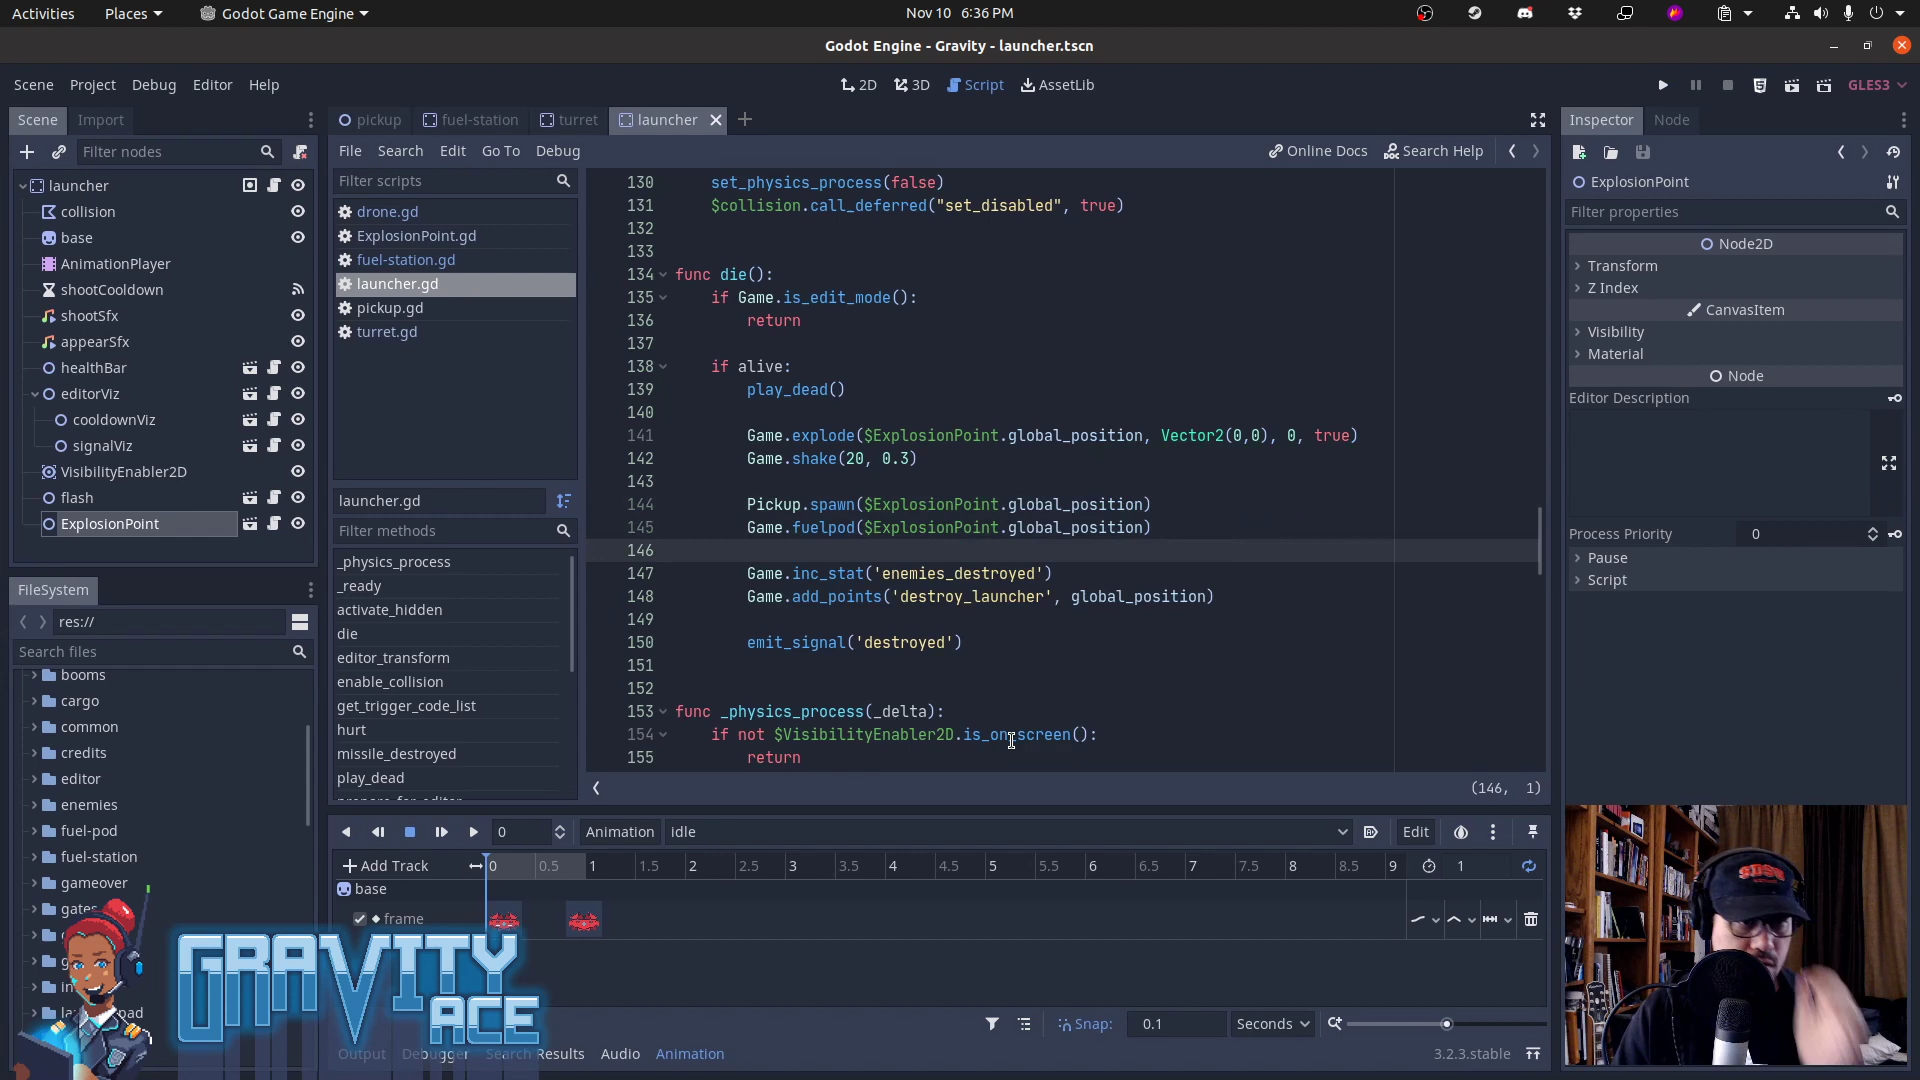 Activities Places Godot Game Engine Nov 10 6:36 PM
Godot Engine - Gravity - launcher.tscn
Scene Project Debug Editor Help 2D 3D Script AssetLib GLES3
Scene Import
Filter nodes
launcher
collision
base
AnimationPlayer
shootCooldown
shootSfx
appearSfx
healthBar
editorViz
cooldownViz
signalViz
VisibilityEnabler2D
flash
ExplosionPoint
FileSystem
res://
Search files
booms
cargo
common
credits
editor
enemies
fuel-pod
fuel-station
gameover
gates
pickup fuel-station turret launcher
File Search Edit Go To Debug Online Docs Search Help
Filter scripts
drone.gd
ExplosionPoint.gd
fuel-station.gd
launcher.gd
pickup.gd
turret.gd
launcher.gd
Filter methods
_physics_process
_ready
activate_hidden
die
editor_transform
enable_collision
get_trigger_code_list
hurt
missile_destroyed
play_dead
130 set_physics_process(false)
131 $collision.call_deferred("set_disabled", true)
132
133
134 func die():
135 if Game.is_edit_mode():
136 return
137
138 if alive:
139 play_dead()
140
141 Game.explode($ExplosionPoint.global_position, Vector2(0,0), 0, true)
142 Game.shake(20, 0.3)
143
144 Pickup.spawn($ExplosionPoint.global_position)
145 Game.fuelpod($ExplosionPoint.global_position)
146
147 Game.inc_stat('enemies_destroyed')
148 Game.add_points('destroy_launcher', global_position)
149
150 emit_signal('destroyed')
151
152
153 func _physics_process(_delta):
154 if not $VisibilityEnabler2D.is_on_screen():
155 return
(146, 1)
0 Animation idle Edit
Add Track 0 0.5 1 1.5 2 2.5 3 3.5 4 4.5 5 5.5 6 6.5 7 7.5 8 8.5 9 1
base
frame
Snap: 0.1 Seconds
Output Debugger Search Results Audio Animation 3.2.3.stable
Inspector Node
ExplosionPoint
Filter properties
Node2D
Transform
Z Index
CanvasItem
Visibility
Material
Node
Editor Description
Process Priority 0
Pause
Script
GRAVITY
ACE